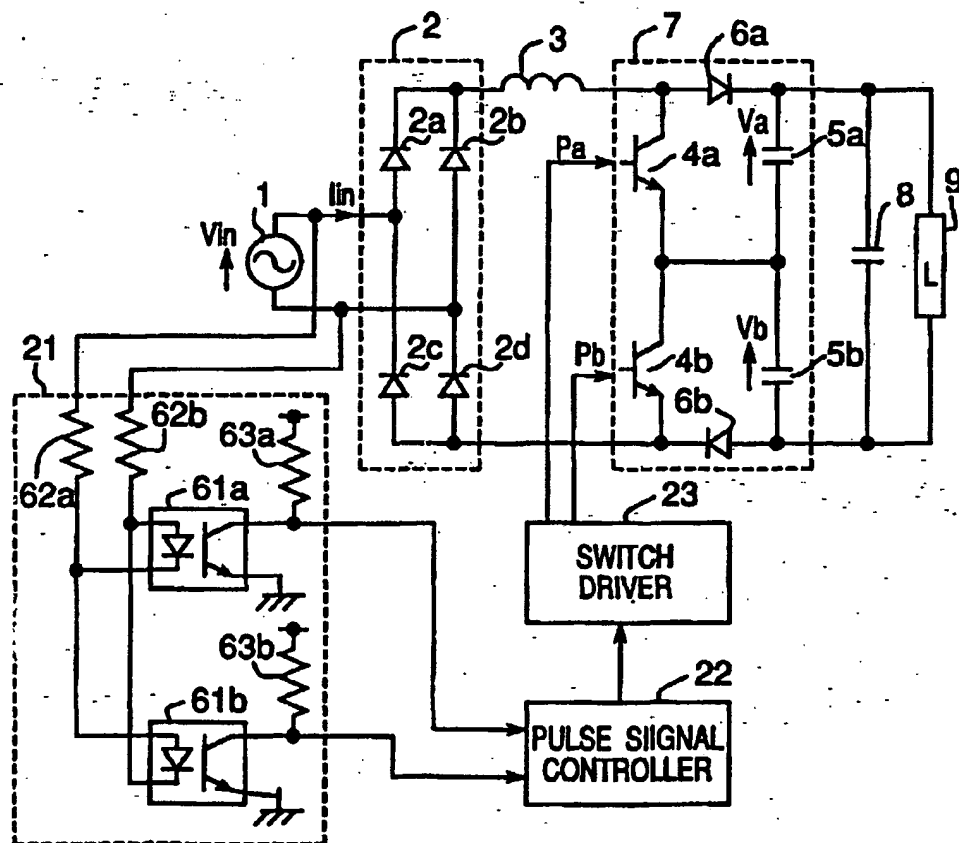 2
3
7
6a
2a
2b
Va
5a
Pa
4a
1
Iin
8
9
Vin
L
2c
2d
Vb
5b
Pb
4b
21
6b
62b
63a
62a
61a
23
SWITCH
DRIVER
63b
22
61b
PULSE SIIGNAL
CONTROLLER